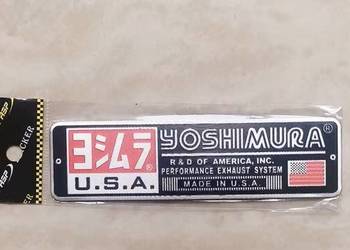 ヨシムラ®
U.S.A.
YOSHIMURA®
R & D OF AMERICA, INC.
PERFORMANCE EXHAUST SYSTEM
MADE IN U.S.A.